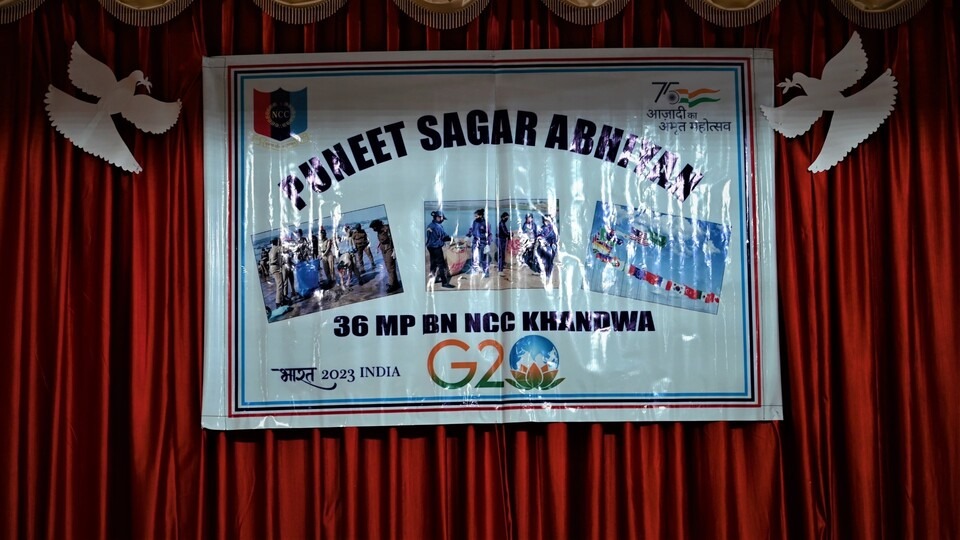 NCC
75
आज़ादी का
अमृत महोत्सव
PUNEET SAGAR ABHIYAN
36 MP BN NCC KHANDWA
भारत 2023 INDIA
G20